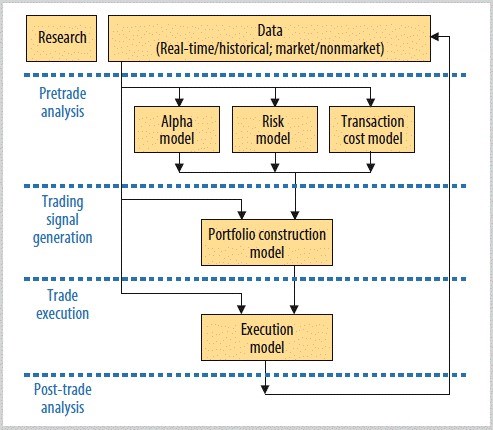 Research
Data
(Real-time/historical; market/nonmarket)
Pretrade
analysis
Alpha
model
Risk
model
Transaction
cost model
Trading
signal
generation
Portfolio construction
model
Trade
execution
Execution
model
Post-trade
analysis